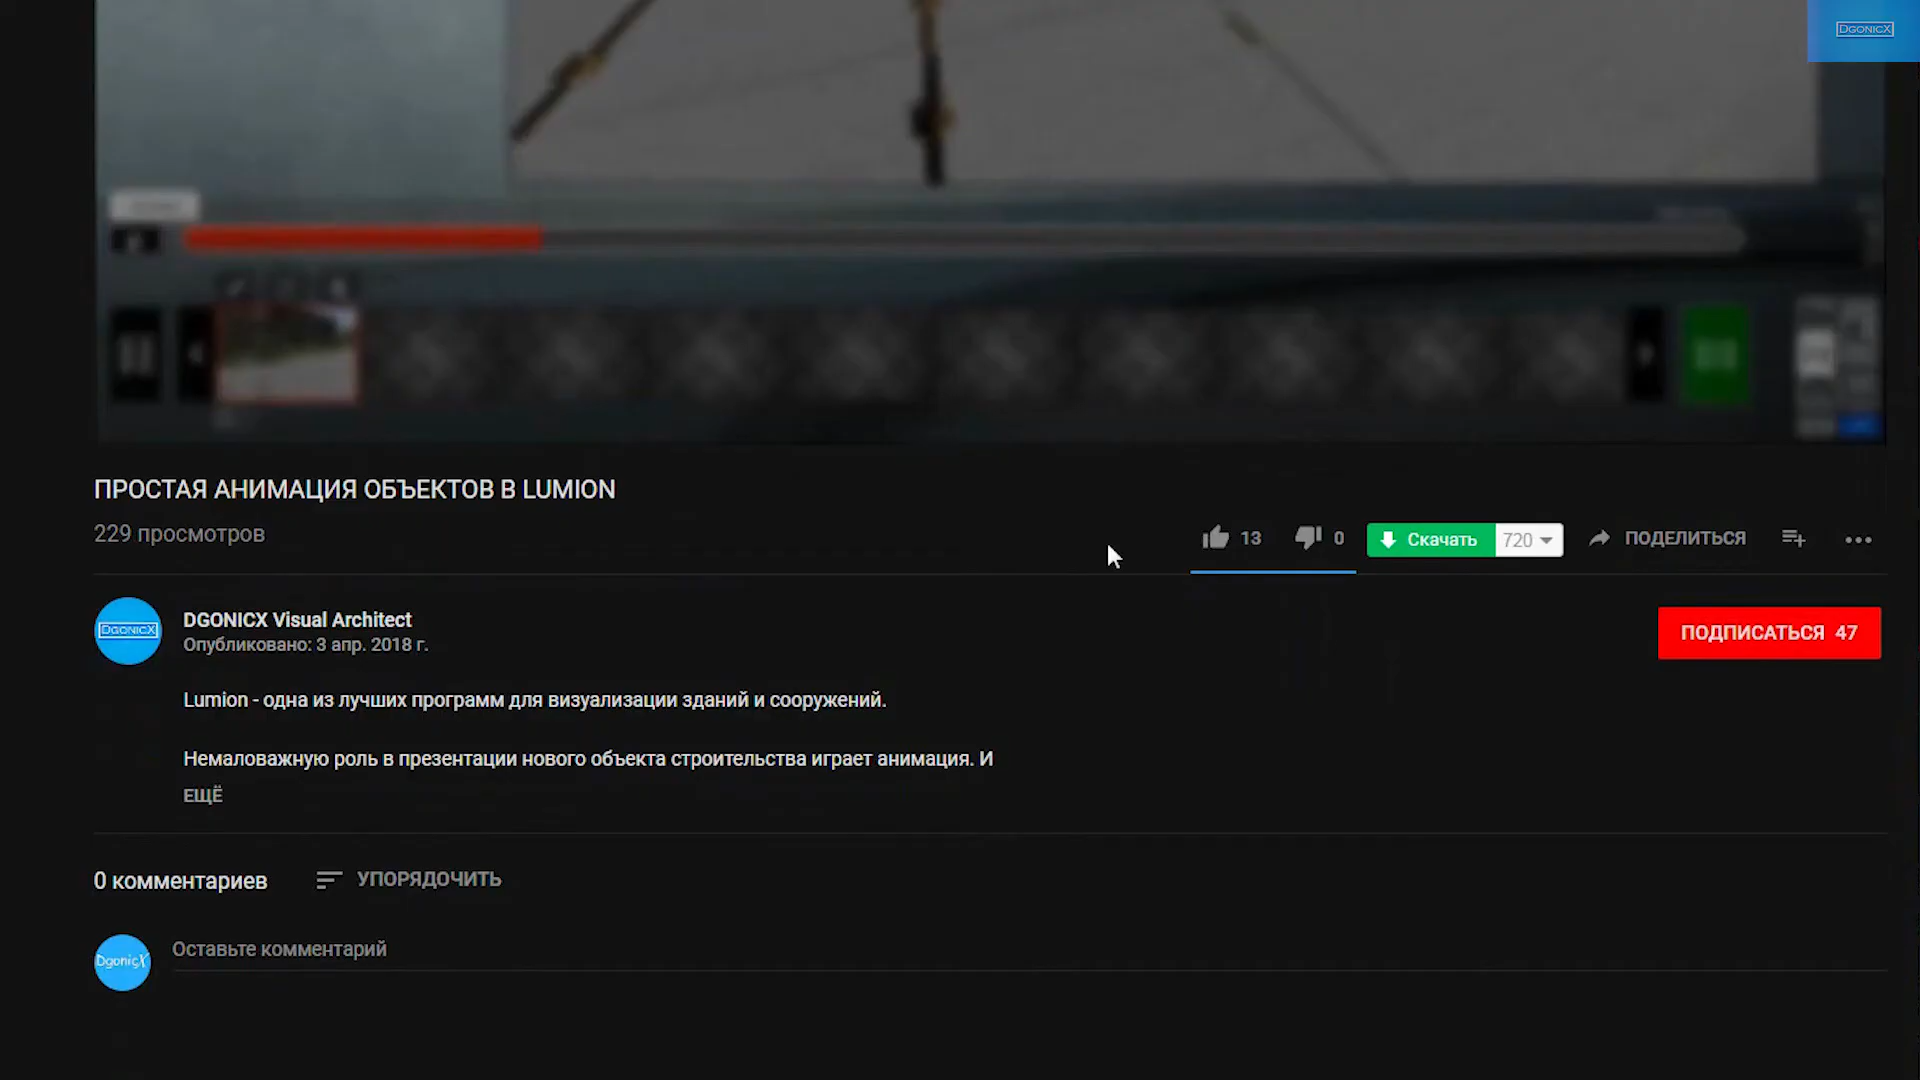 DGONICX
ПРОСТАЯ АНИМАЦИЯ ОБЪЕКТОВ В LUMION
229 просмотров
13 0 Скачать 720 ПОДЕЛИТЬСЯ
DGONICX DGONICX Visual Architect
Опубликовано: 3 апр. 2018 г.
ПОДПИСАТЬСЯ 47
Lumion - одна из лучших программ для визуализации зданий и сооружений.
Немаловажную роль в презентации нового объекта строительства играет анимация. И
ЕЩЁ
0 комментариев УПОРЯДОЧИТЬ
DgonicX Оставьте комментарий